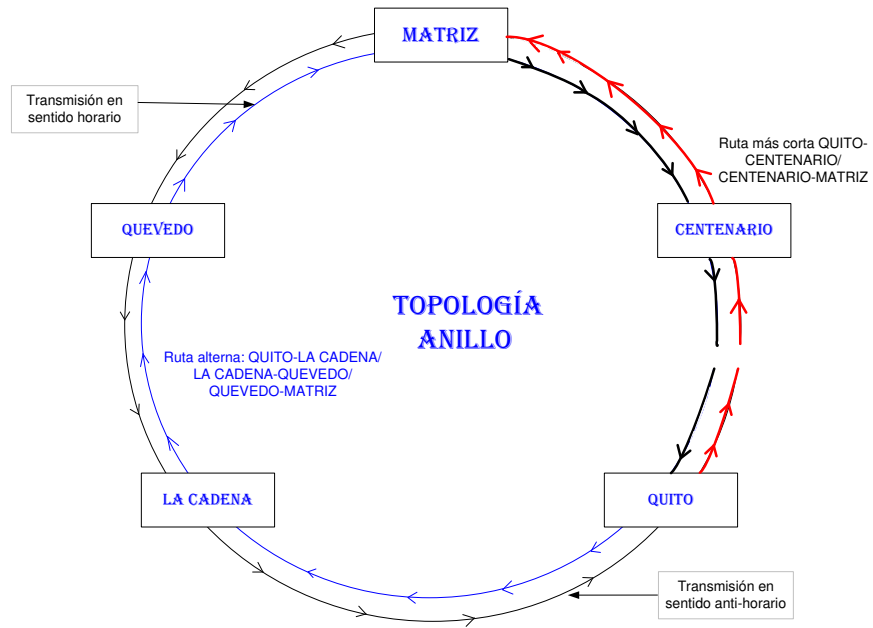 MATRIZ
Transmisión en
sentido horario
Ruta más corta QUITO-
CENTENARIO/
CENTENARIO-MATRIZ
QUEVEDO
CENTENARIO
TOPOLOGÍA
ANILLO
Ruta alterna: QUITO-LA CADENA/
LA CADENA-QUEVEDO/
QUEVEDO-MATRIZ
LA CADENA
QUITO
Transmisión en
sentido anti-horario